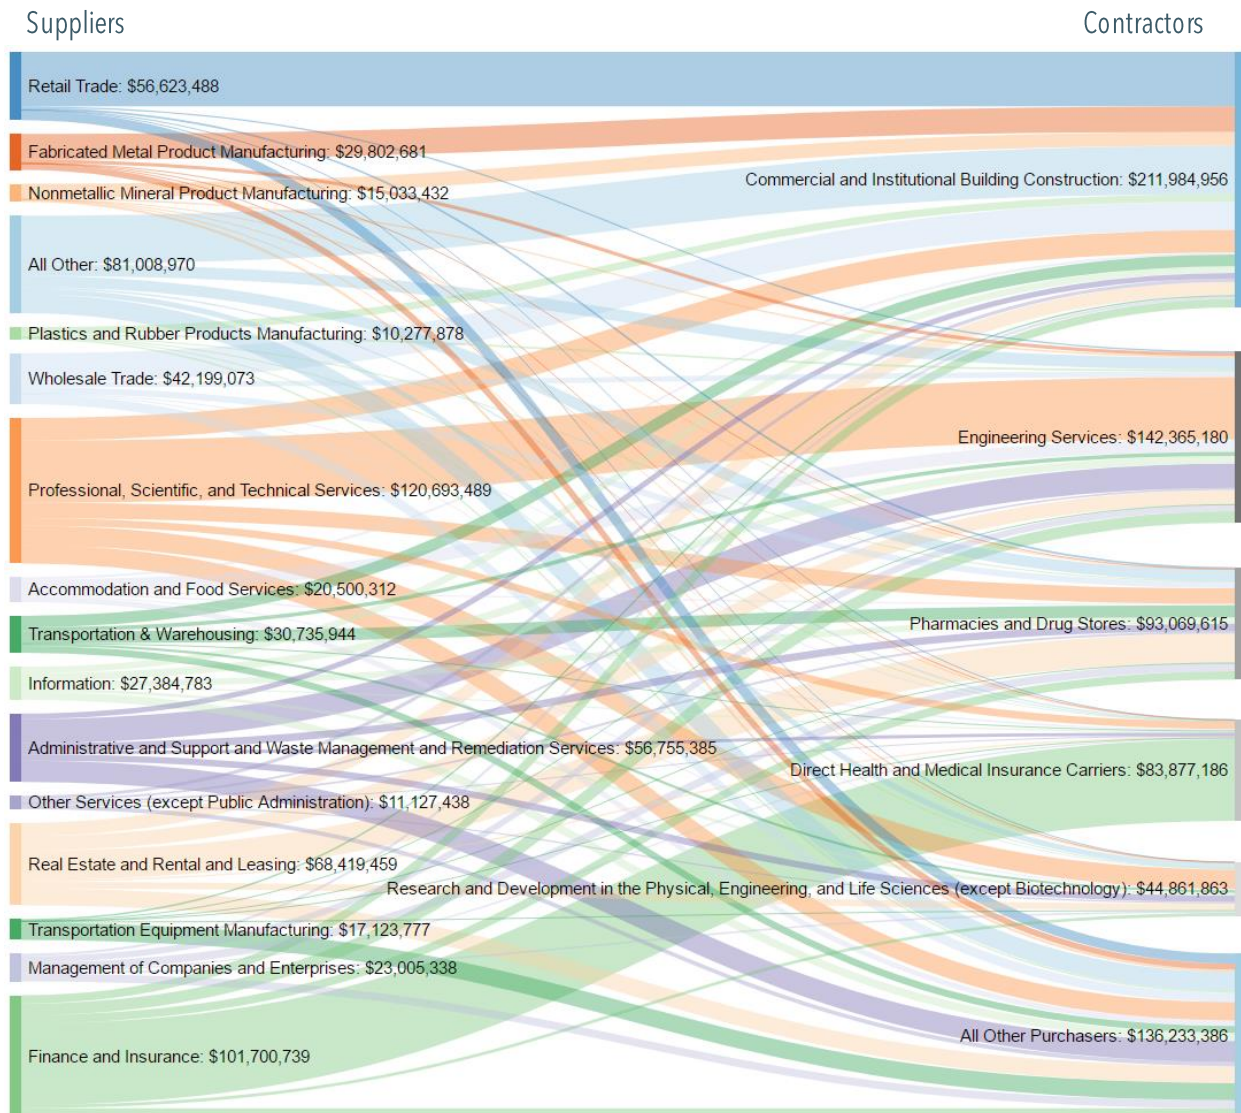 Suppliers
Contractors
Retail Trade: $56,623,488
Fabricated Metal Product Manufacturing: $29,802,681
Nonmetallic Mineral Product Manufacturing: $15,033,432
All Other: $81,008,970
Plastics and Rubber Products Manufacturing: $10,277,878
Wholesale Trade: $42,199,073
Professional, Scientific, and Technical Services: $120,693,489
Accommodation and Food Services: $20,500,312
Transportation & Warehousing: $30,735,944
Information: $27,384,783
Administrative and Support and Waste Management and Remediation Services: $56,755,385
Other Services (except Public Administration): $11,127,438
Real Estate and Rental and Leasing: $68,419,459
Transportation Equipment Manufacturing: $17,123,777
Management of Companies and Enterprises: $23,005,338
Finance and Insurance: $101,700,739
Commercial and Institutional Building Construction: $211,984,956
Engineering Services: $142,365,180
Pharmacies and Drug Stores: $93,069,615
Direct Health and Medical Insurance Carriers: $83,877,186
Research and Development in the Physical, Engineering, and Life Sciences (except Biotechnology): $44,861,863
All Other Purchasers: $136,233,386